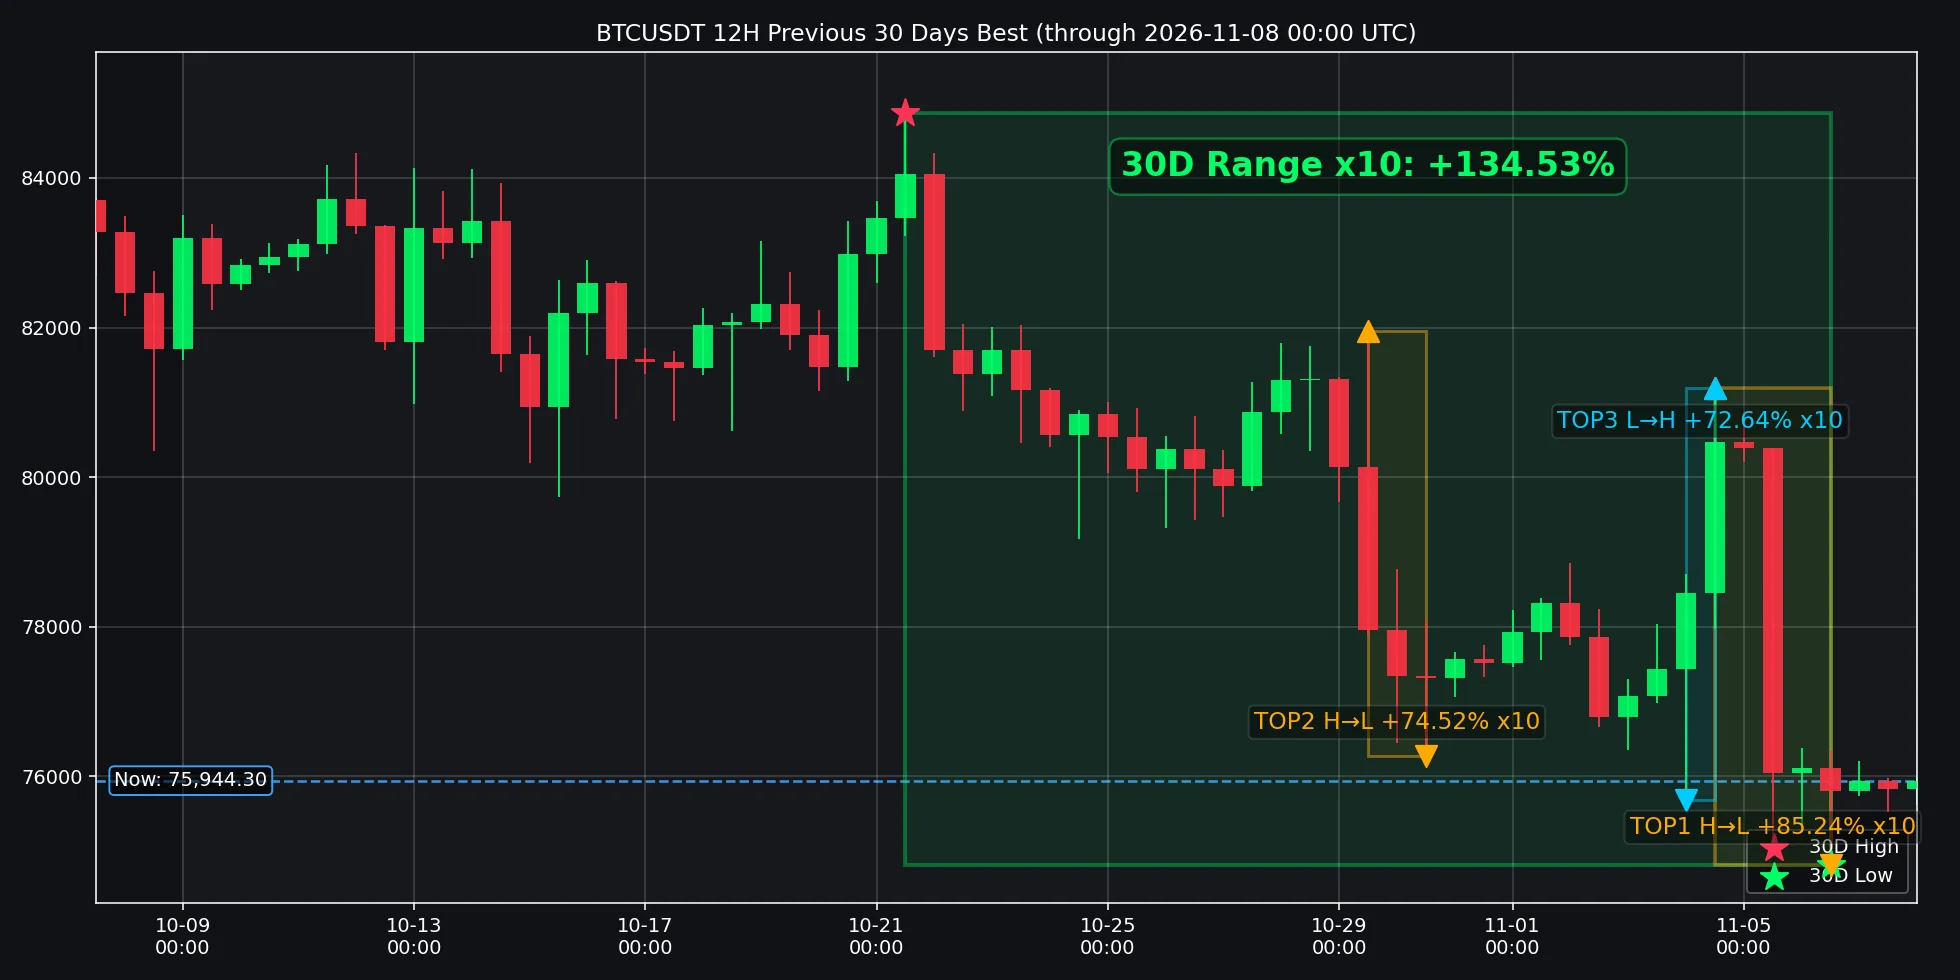 BTCUSDT 12H Previous 30 Days Best (through 2026-11-08 00:00 UTC)
30D Range x10: +134.53%
84000
82000
80000
78000
76000
TOP3 L→H +72.64% x10
TOP2 H→L +74.52% x10
Now: 75,944.30
TOP1 H→L +85.24% x10
30D High
30D Low
10-09
00:00
10-13
00:00
10-17
00:00
10-21
00:00
10-25
00:00
10-29
00:00
11-01
00:00
11-05
00:00